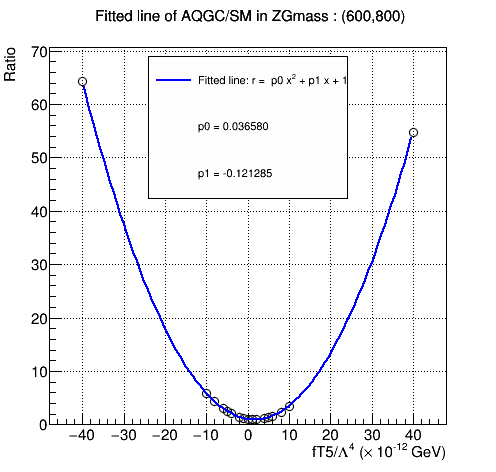 Fitted line of AQGC/SM in ZGmass : (600,800)
Ratio
70
60
50
40
30
20
10
0
Fitted line: r = p0 x² + p1 x + 1
p0 = 0.036580
p1 = -0.121285
−40 −30 −20 −10 0 10 20 30 40
fT5/Λ⁴ (× 10⁻¹² GeV)